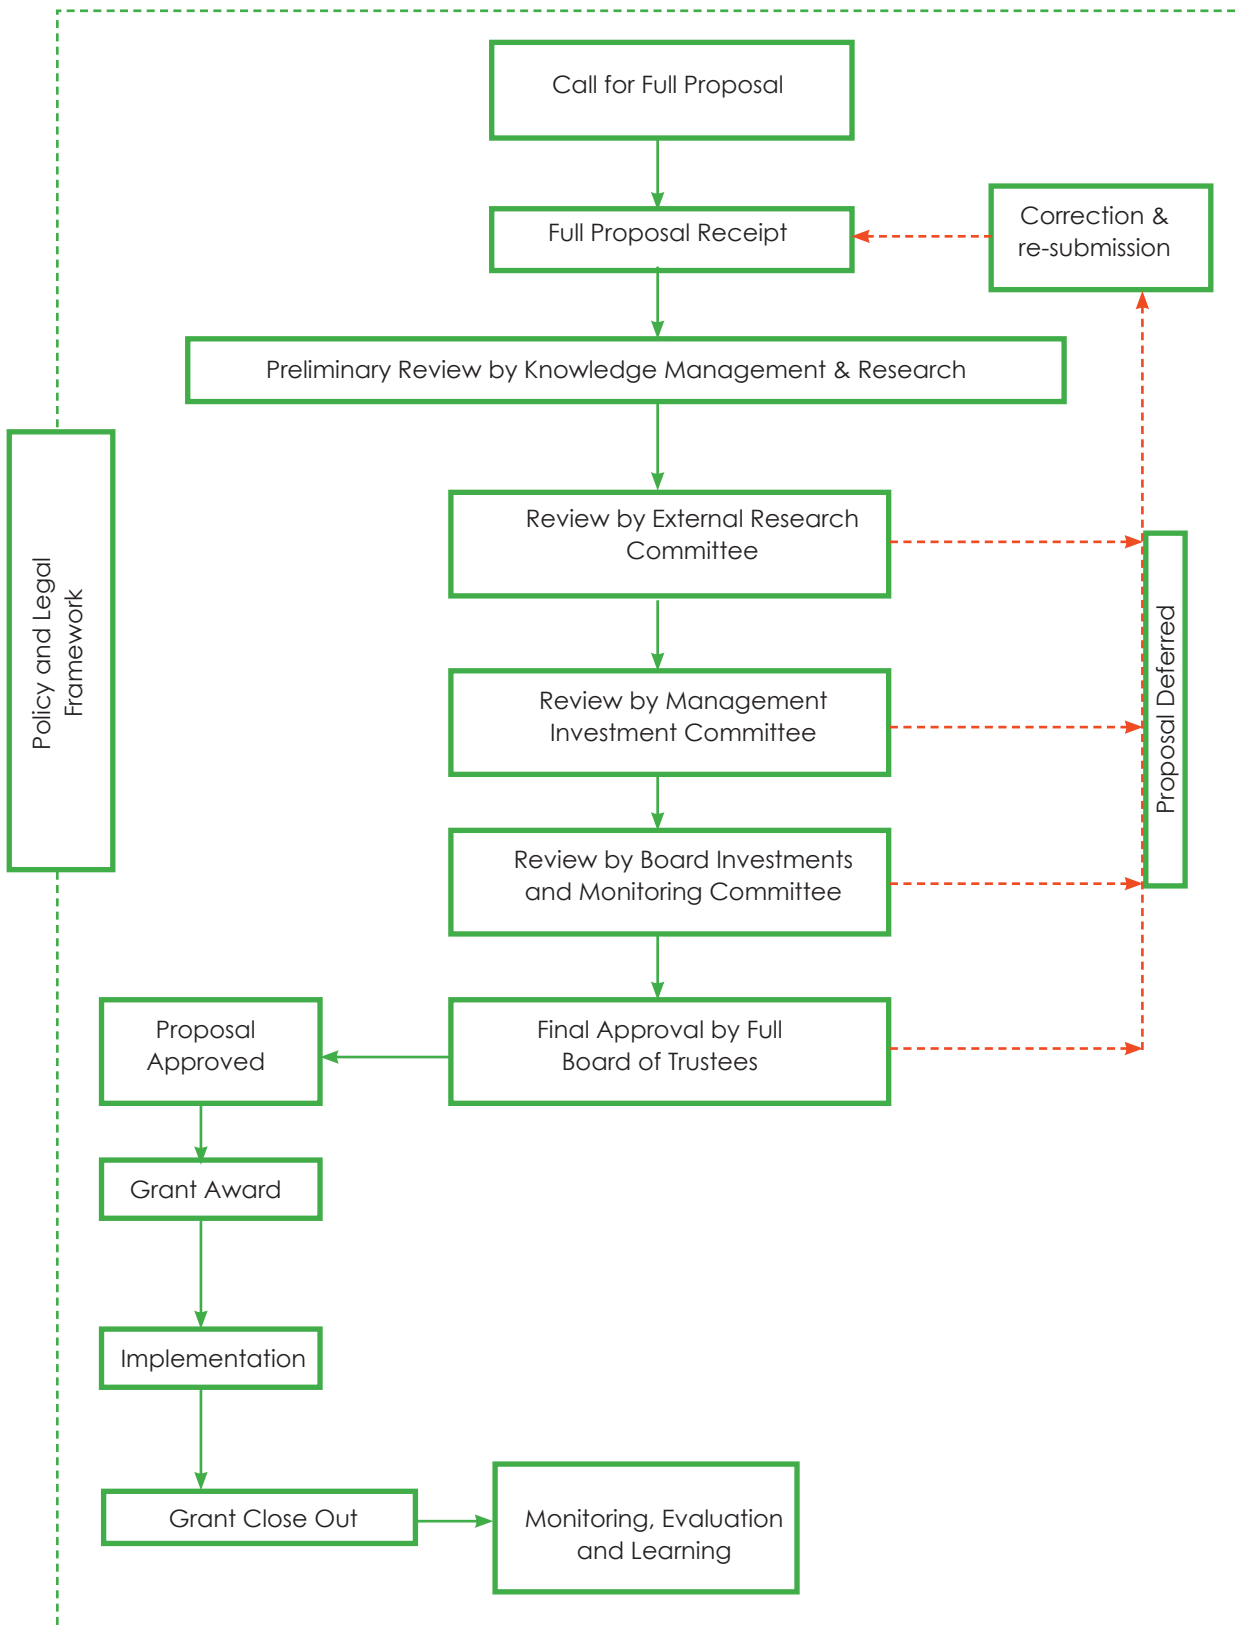 Call for Full Proposal
Full Proposal Receipt
Correction &
re-submission
Preliminary Review by Knowledge Management & Research
Policy and Legal
Framework
Review by External Research
Committee
Proposal Deferred
Review by Management
Investment Committee
Review by Board Investments
and Monitoring Committee
Final Approval by Full
Board of Trustees
Proposal
Approved
Grant Award
Implementation
Grant Close Out
Monitoring, Evaluation
and Learning